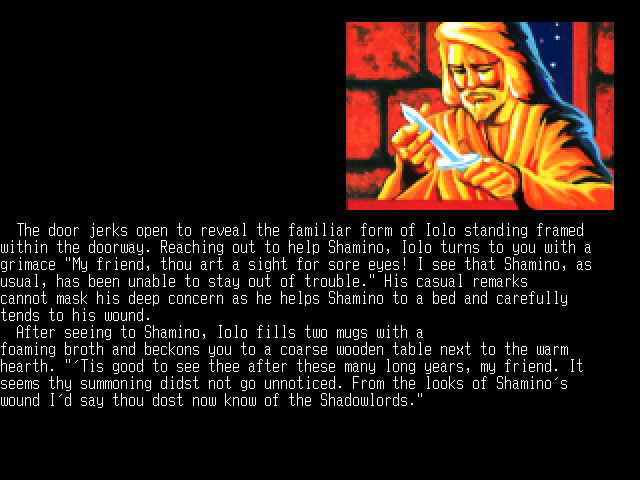 The door jerks open to reveal the familiar form of Iolo standing framed
within the doorway. Reaching out to help Shamino, Iolo turns to you with a
grimace "My friend, thou art a sight for sore eyes! I see that Shamino, as
usual, has been unable to stay out of trouble." His casual remarks
cannot mask his deep concern as he helps Shamino to a bed and carefully
tends to his wound.
After seeing to Shamino, Iolo fills two mugs with a
foaming broth and beckons you to a coarse wooden table next to the warm
hearth. "´Tis good to see thee after these many long years, my friend. It
seems thy summoning didst not go unnoticed. From the looks of Shamino´s
wound I´d say thou dost now know of the Shadowlords."